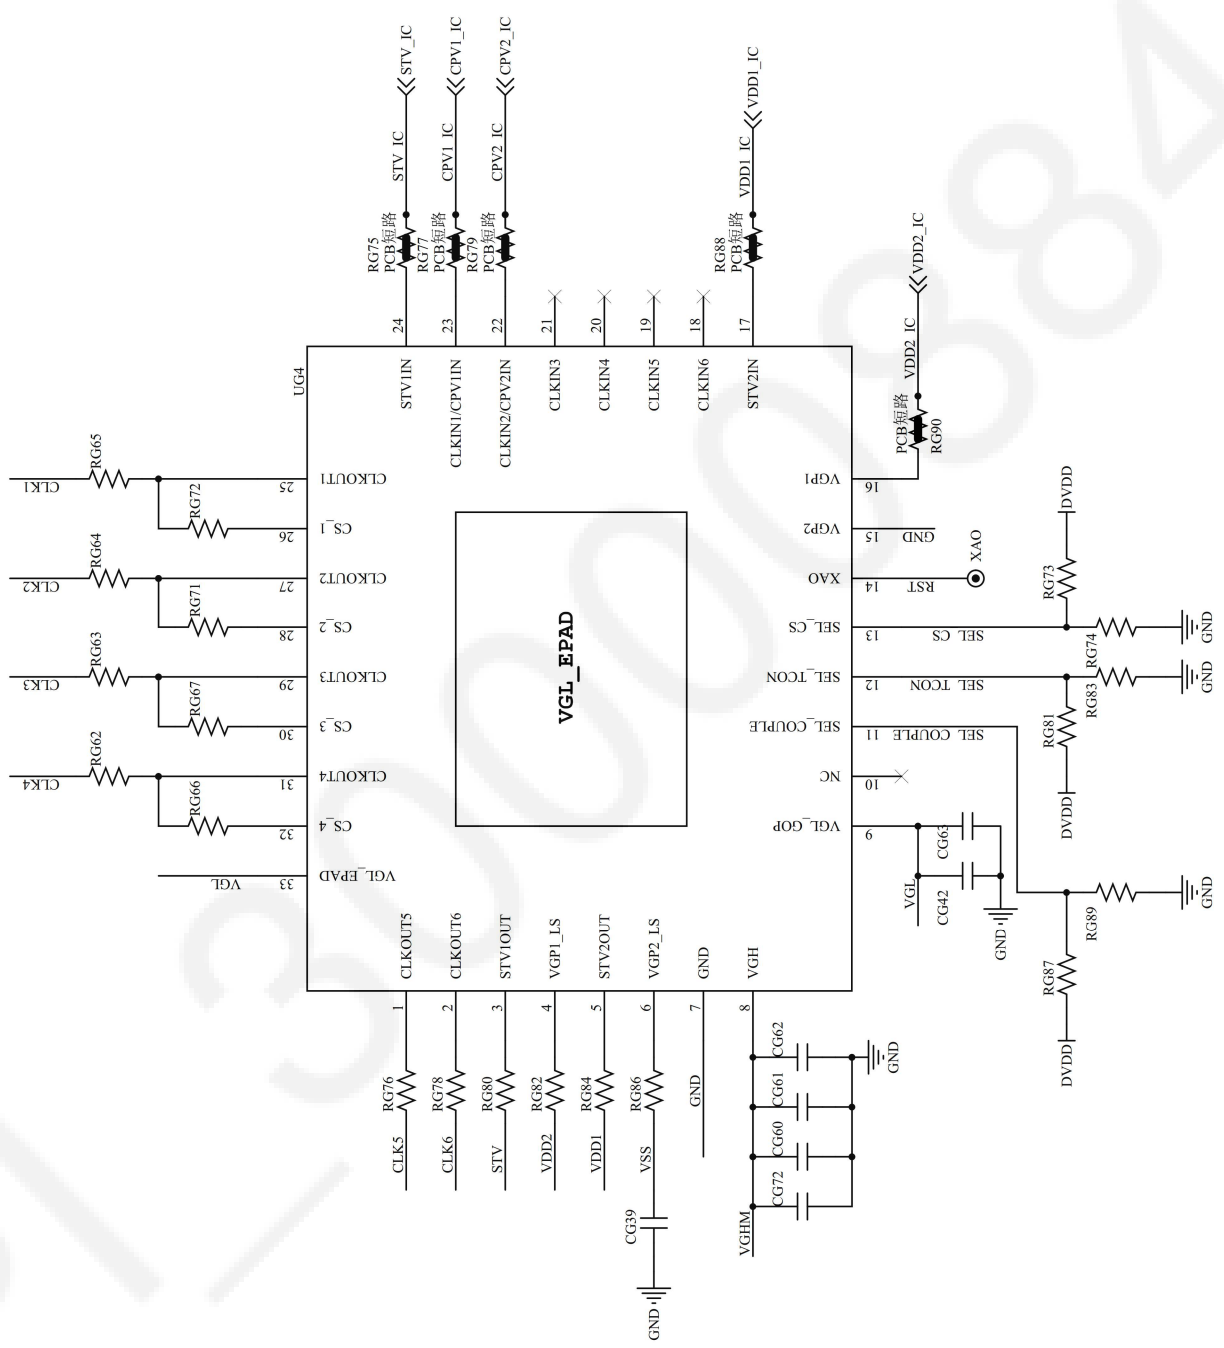 STV_IC
CPV1_IC
CPV2_IC
VDD1_IC
STV_IC
CPV1_IC
CPV2_IC
VDD1_IC
VDD2_IC
VDD2_IC
RG75
PCB短路
RG77
PCB短路
RG79
PCB短路
RG88
PCB短路
PCB短路
RG90
24
23
22
21
20
19
18
17
UG4
STV1IN
CLKIN1/CPV1IN
CLKIN2/CPV2IN
CLKIN3
CLKIN4
CLKIN5
CLKIN6
STV2IN
CLK1
RG65
RG72
25
CLKOUT1
26
CS_1
CLK2
RG64
RG71
27
CLKOUT2
28
CS_2
CLK3
RG63
RG67
29
CLKOUT3
30
CS_3
CLK4
RG62
RG66
31
CLKOUT4
32
CS_4
VGL
33
VGL_EPAD
VGL_EPAD
VGP1
16
VGP2
15
GND
XAO
14
RST
XAO
SEL_CS
13
SEL_CS
RG73
DVDD
RG74
GND
SEL_TCON
12
SEL_TCON
RG83
GND
RG81
DVDD
SEL_COUPLE
11
SEL_COUPLE
NC
10
VGL_GOP
9
VGL
CG63
CG42
GND
RG89
GND
RG87
DVDD
CLKOUT5
CLKOUT6
STV1OUT
VGP1_LS
STV2OUT
VGP2_LS
GND
VGH
1
2
3
4
5
6
7
8
RG76
RG78
RG80
RG82
RG84
RG86
GND
CG62
CG61
CG60
CG72
GND
CLK5
CLK6
STV
VDD2
VDD1
VSS
VGHM
CG39
GND